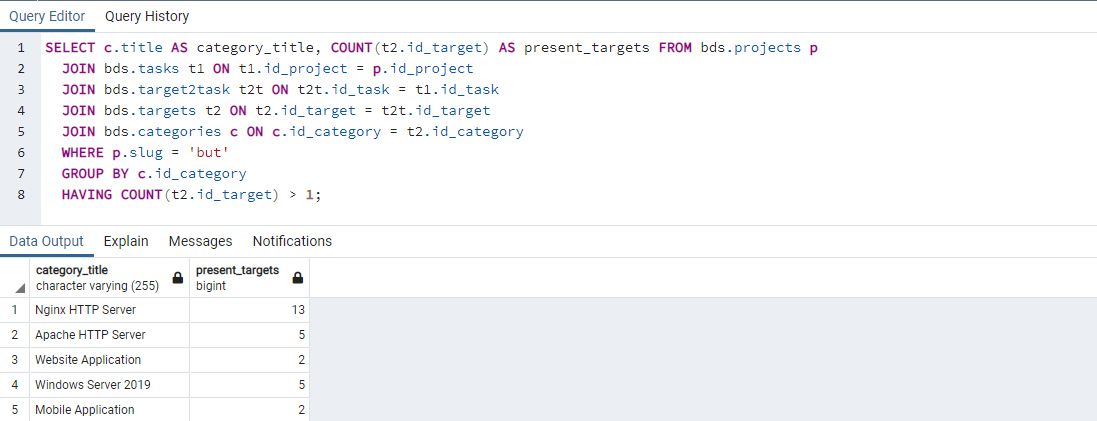 Query Editor Query History
1 SELECT c.title AS category_title, COUNT(t2.id_target) AS present_targets FROM bds.projects p
2 JOIN bds.tasks t1 ON t1.id_project = p.id_project
3 JOIN bds.target2task t2t ON t2t.id_task = t1.id_task
4 JOIN bds.targets t2 ON t2.id_target = t2t.id_target
5 JOIN bds.categories c ON c.id_category = t2.id_category
6 WHERE p.slug = 'but'
7 GROUP BY c.id_category
8 HAVING COUNT(t2.id_target) > 1;
Data Output Explain Messages Notifications
category_title present_targets
character varying (255) bigint
1 Nginx HTTP Server 13
2 Apache HTTP Server 5
3 Website Application 2
4 Windows Server 2019 5
5 Mobile Application 2